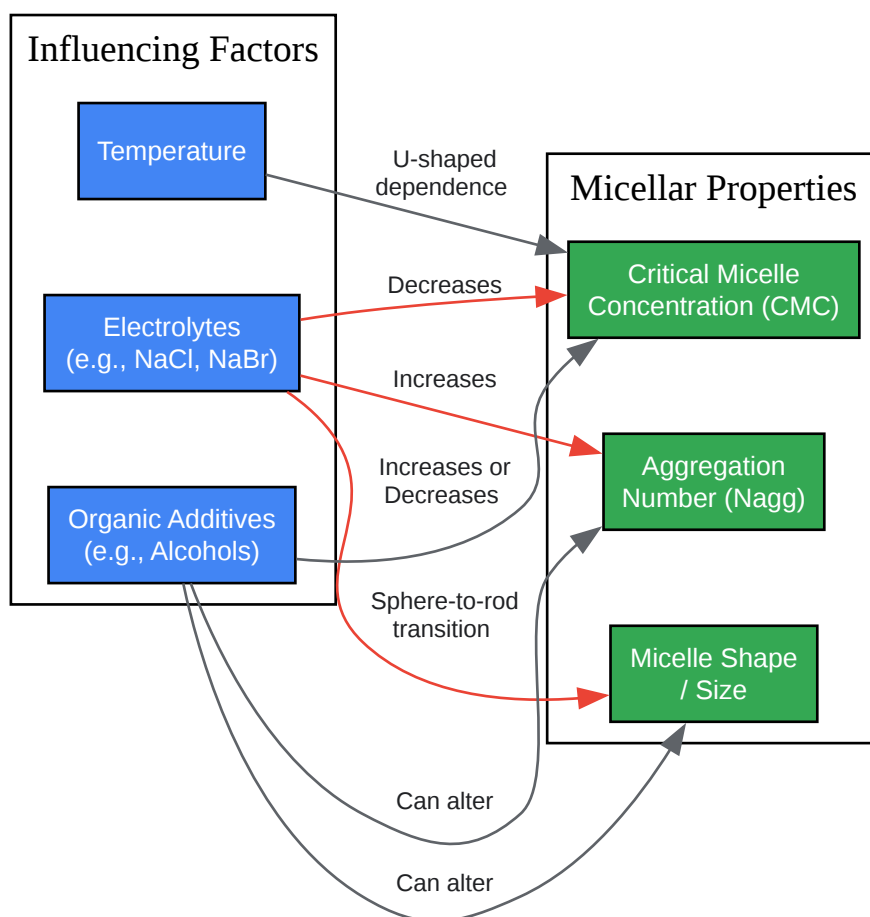 Influencing Factors
Temperature
Electrolytes
(e.g., NaCl, NaBr)
Organic Additives
(e.g., Alcohols)
U-shaped
dependence
Decreases
Increases
Increases or
Decreases
Sphere-to-rod
transition
Can alter
Can alter
Micellar Properties
Critical Micelle
Concentration (CMC)
Aggregation
Number (Nagg)
Micelle Shape
/ Size